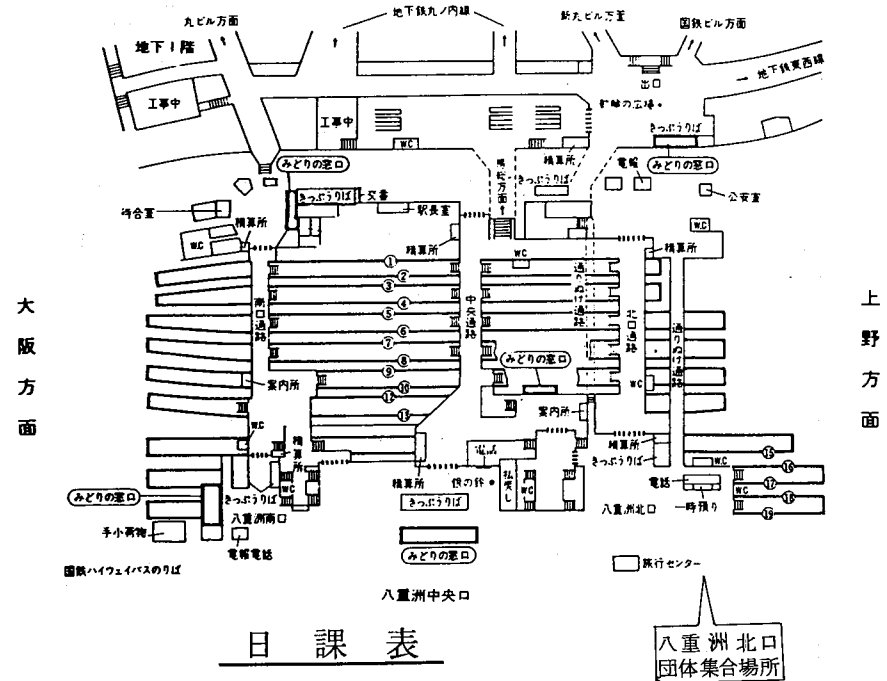 丸ビル方面
地下鉄丸ノ内線
新丸ビル方面
国鉄ビル方面
地下1階
→地下鉄東西線
出口
工事中
工事中
動輪の広場
きっぷうりば
WC
精算所
みどりの窓口
みどりの窓口
きっぷうりば
電報
公安室
きっぷうりば
交番
駅長室
待合室
精算所
WC
精算所
WC
WC
精算所
①
②
③
④
⑤
⑥
⑦
⑧
⑨
⑩
⑫
⑬
南口通路
中央通路
通りぬけ通路
北口通路
通りぬけ通路
大阪方面
上野方面
みどりの窓口
WC
案内所
案内所
WC
精算所
精算所
精算所
きっぷうりば
⑮
WC
⑯
⑰
⑱
⑲
WC
電話
一時預り
銀の鈴
WC
WC
きっぷうりば
きっぷうりば
みどりの窓口
八重洲南口
八重洲北口
手小荷物
電報電話
みどりの窓口
国鉄ハイウェイバスのりば
旅行センター
八重洲中央口
日課表
八重洲北口
団体集合場所